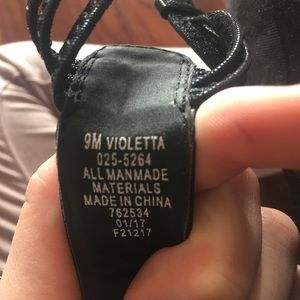 9M VIOLETTA
025-5264
ALL MANMADE
MATERIALS
MADE IN CHINA
762534
01/17
F21217